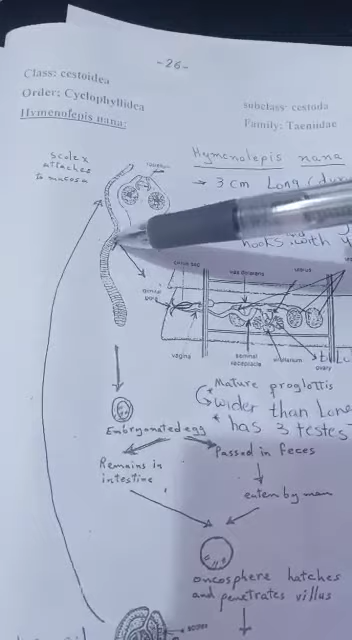 -26-
Class: cestoidea
Order: Cyclophyllidea
subclass: cestoda
Hymenolepis nana:
Family: Taeniidae
scolex
attaches
to mucosa
Hymenolepis nana
→ 3 cm Long
hooks with
cirrus sac
vas deferens
uterus
genital pore
vagina
seminal receptacle
vitellarium
ovary
Mature proglottis
wider than Long
* has 3 testes
Embryonated egg
Remains in
intestine
Passed in feces
eaten by man
oncosphere hatches
and penetrates villus